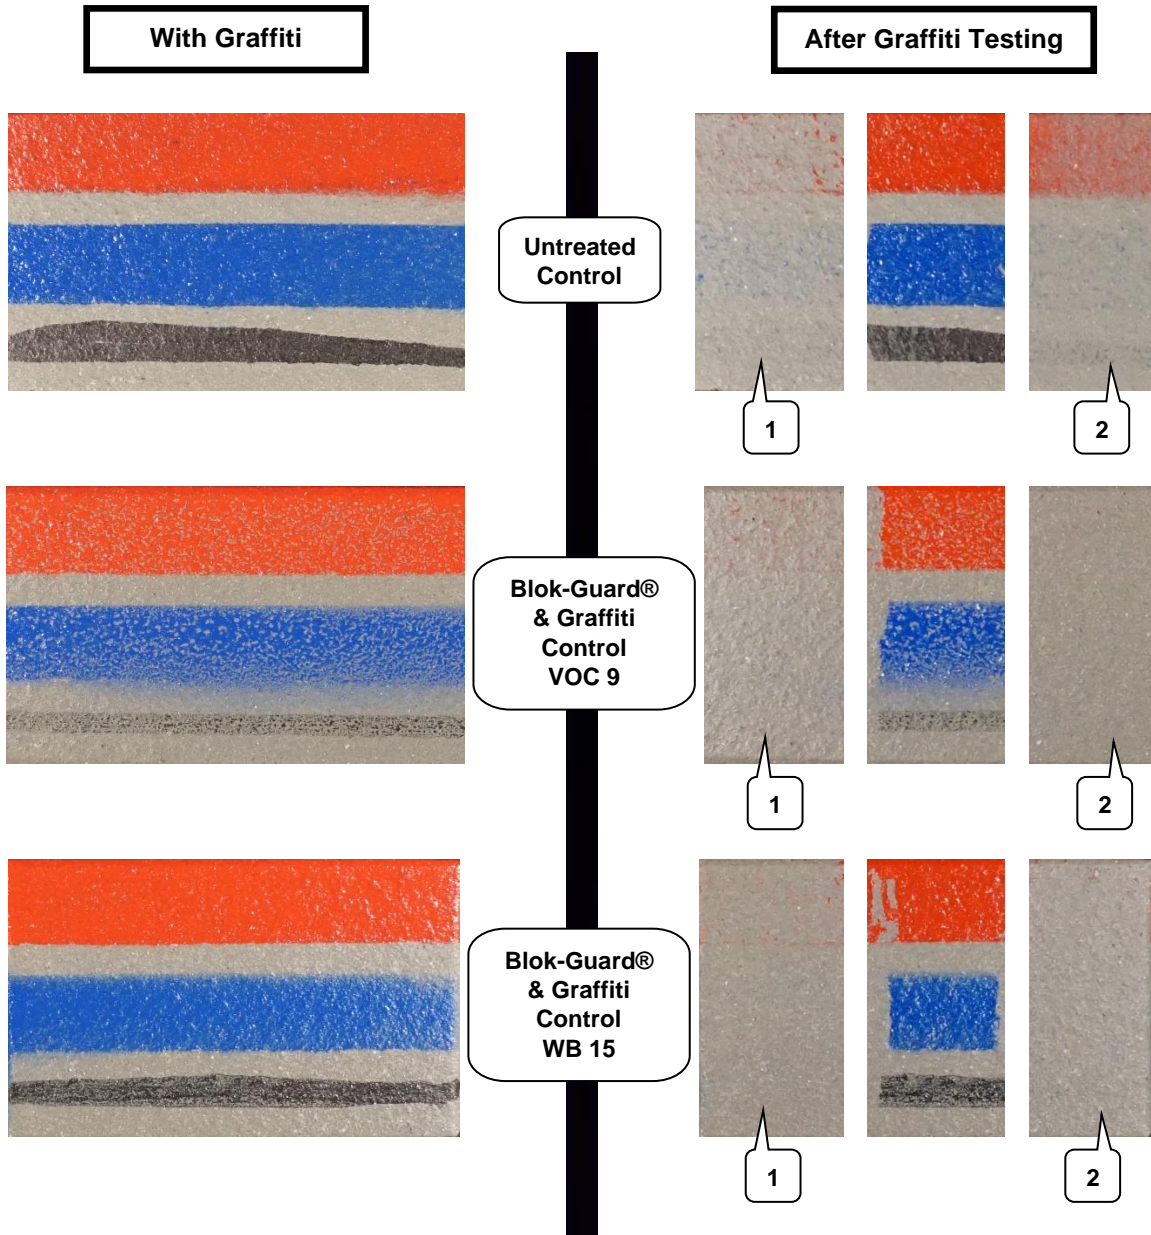 With Graffiti
After Graffiti Testing
Untreated
Control
1
2
Blok-Guard®
& Graffiti
Control
VOC 9
1
2
Blok-Guard®
& Graffiti
Control
WB 15
1
2